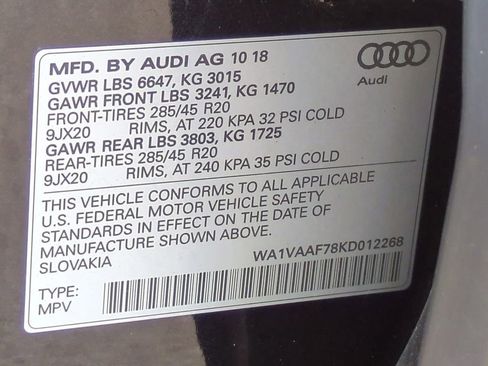 MFD. BY AUDI AG 10 18
GVWR LBS 6647, KG 3015
GAWR FRONT LBS 3241, KG 1470
FRONT-TIRES 285/45 R20
9JX20 RIMS, AT 220 KPA 32 PSI COLD
GAWR REAR LBS 3803, KG 1725
REAR-TIRES 285/45 R20
9JX20 RIMS, AT 240 KPA 35 PSI COLD
Audi
THIS VEHICLE CONFORMS TO ALL APPLICABLE
U.S. FEDERAL MOTOR VEHICLE SAFETY
STANDARDS IN EFFECT ON THE DATE OF
MANUFACTURE SHOWN ABOVE.
SLOVAKIA
WA1VAAF78KD012268
TYPE:
MPV